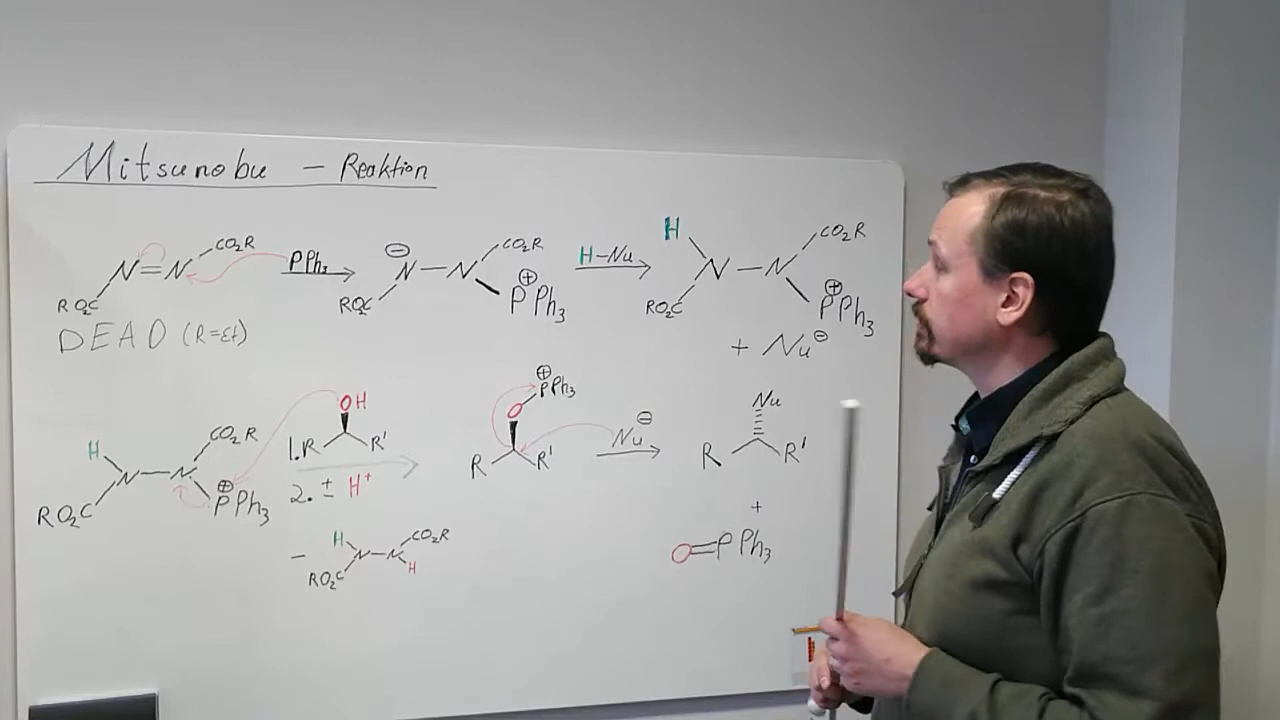 Mitsunobu – Reaktion
N=N CO₂R RO₂C PPh₃ ⊖ N–N CO₂R RO₂C ⊕ PPh₃ H–Nu H N–N CO₂R RO₂C ⊕ PPh₃
DEAD (R=Et)
+ Nu⊖
H N–N CO₂R RO₂C ⊕ PPh₃ 1. R OH R' 2. ± H⁺ ⊕ PPh₃ O R R' Nu⊖ Nu R R'
– H N–N CO₂R RO₂C H
+
O=PPh₃